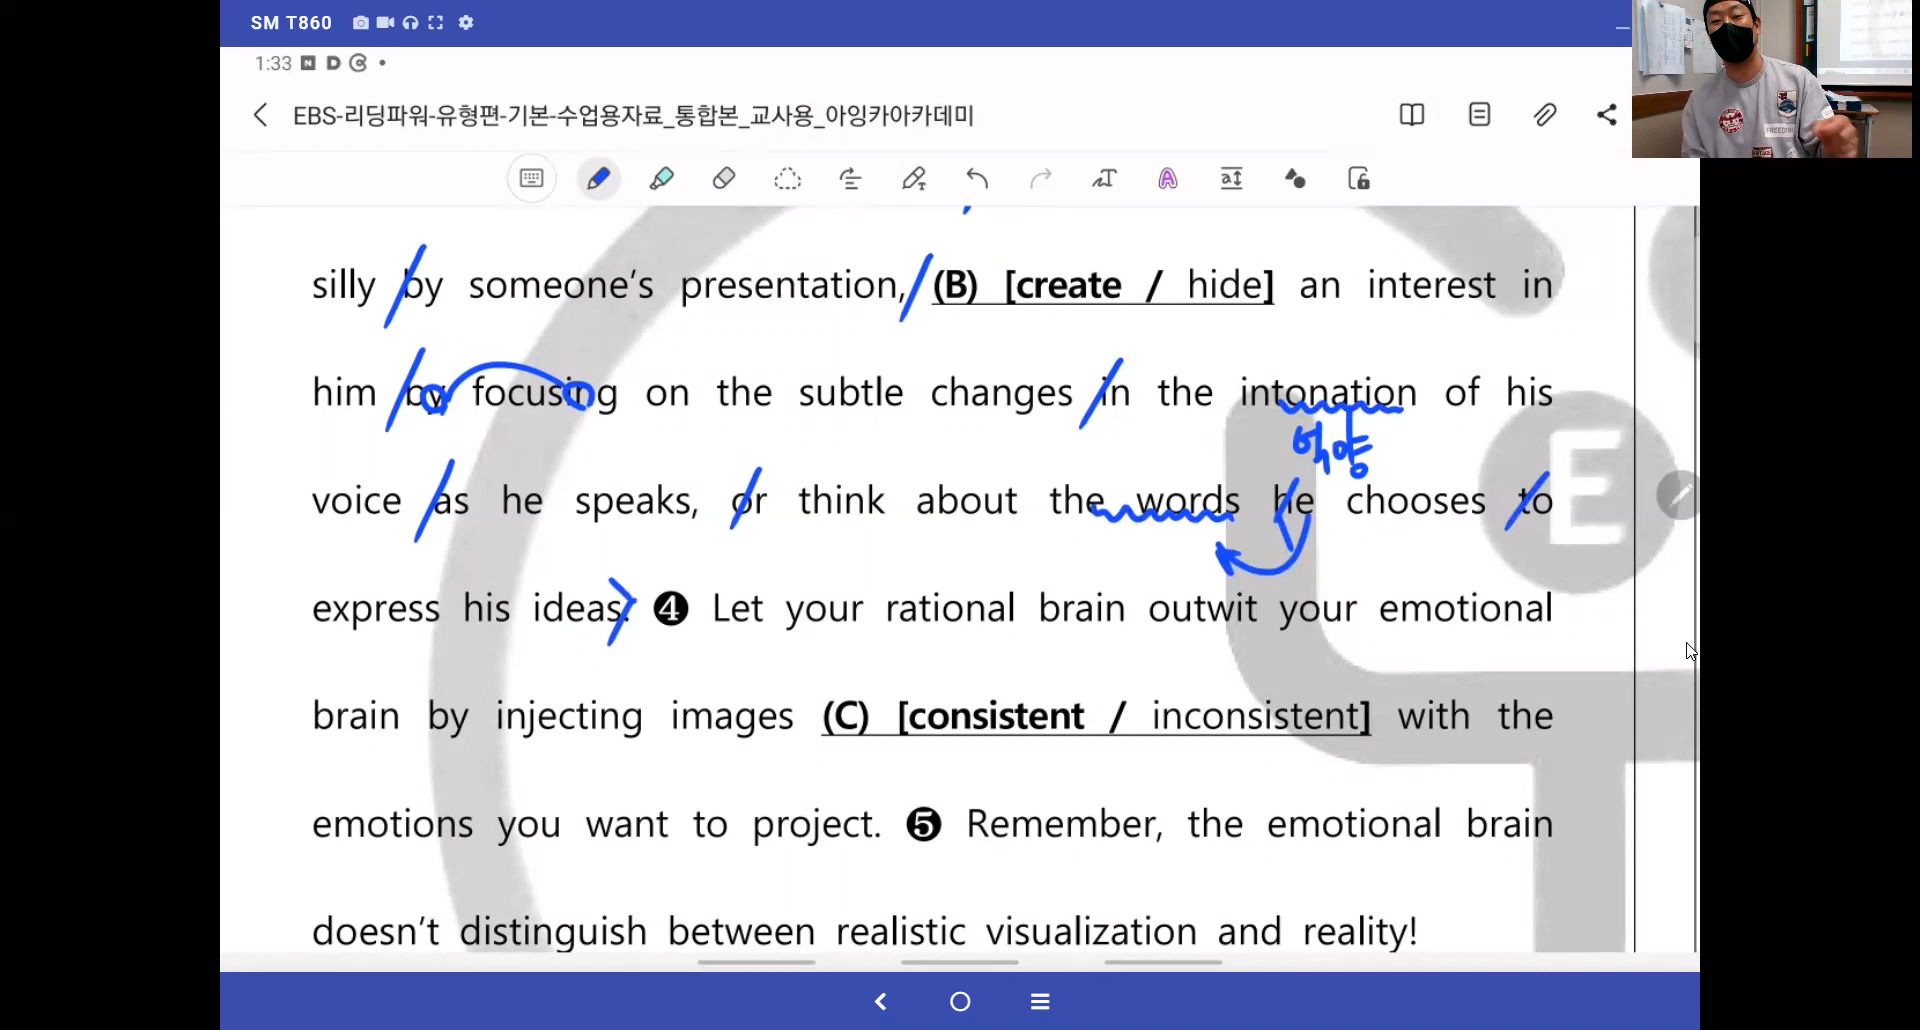 SM T860
1:33 N D
EBS-리딩파워-유형편-기본-수업용자료_통합본_교사용_아잉카아카데미
silly by someone's presentation, (B) [create / hide] an interest in
him by focusing on the subtle changes in the intonation of his
억양
voice as he speaks, or think about the words he chooses to
express his ideas. ❹ Let your rational brain outwit your emotional
brain by injecting images (C) [consistent / inconsistent] with the
emotions you want to project. ❺ Remember, the emotional brain
doesn't distinguish between realistic visualization and reality!
E
FREEDOM